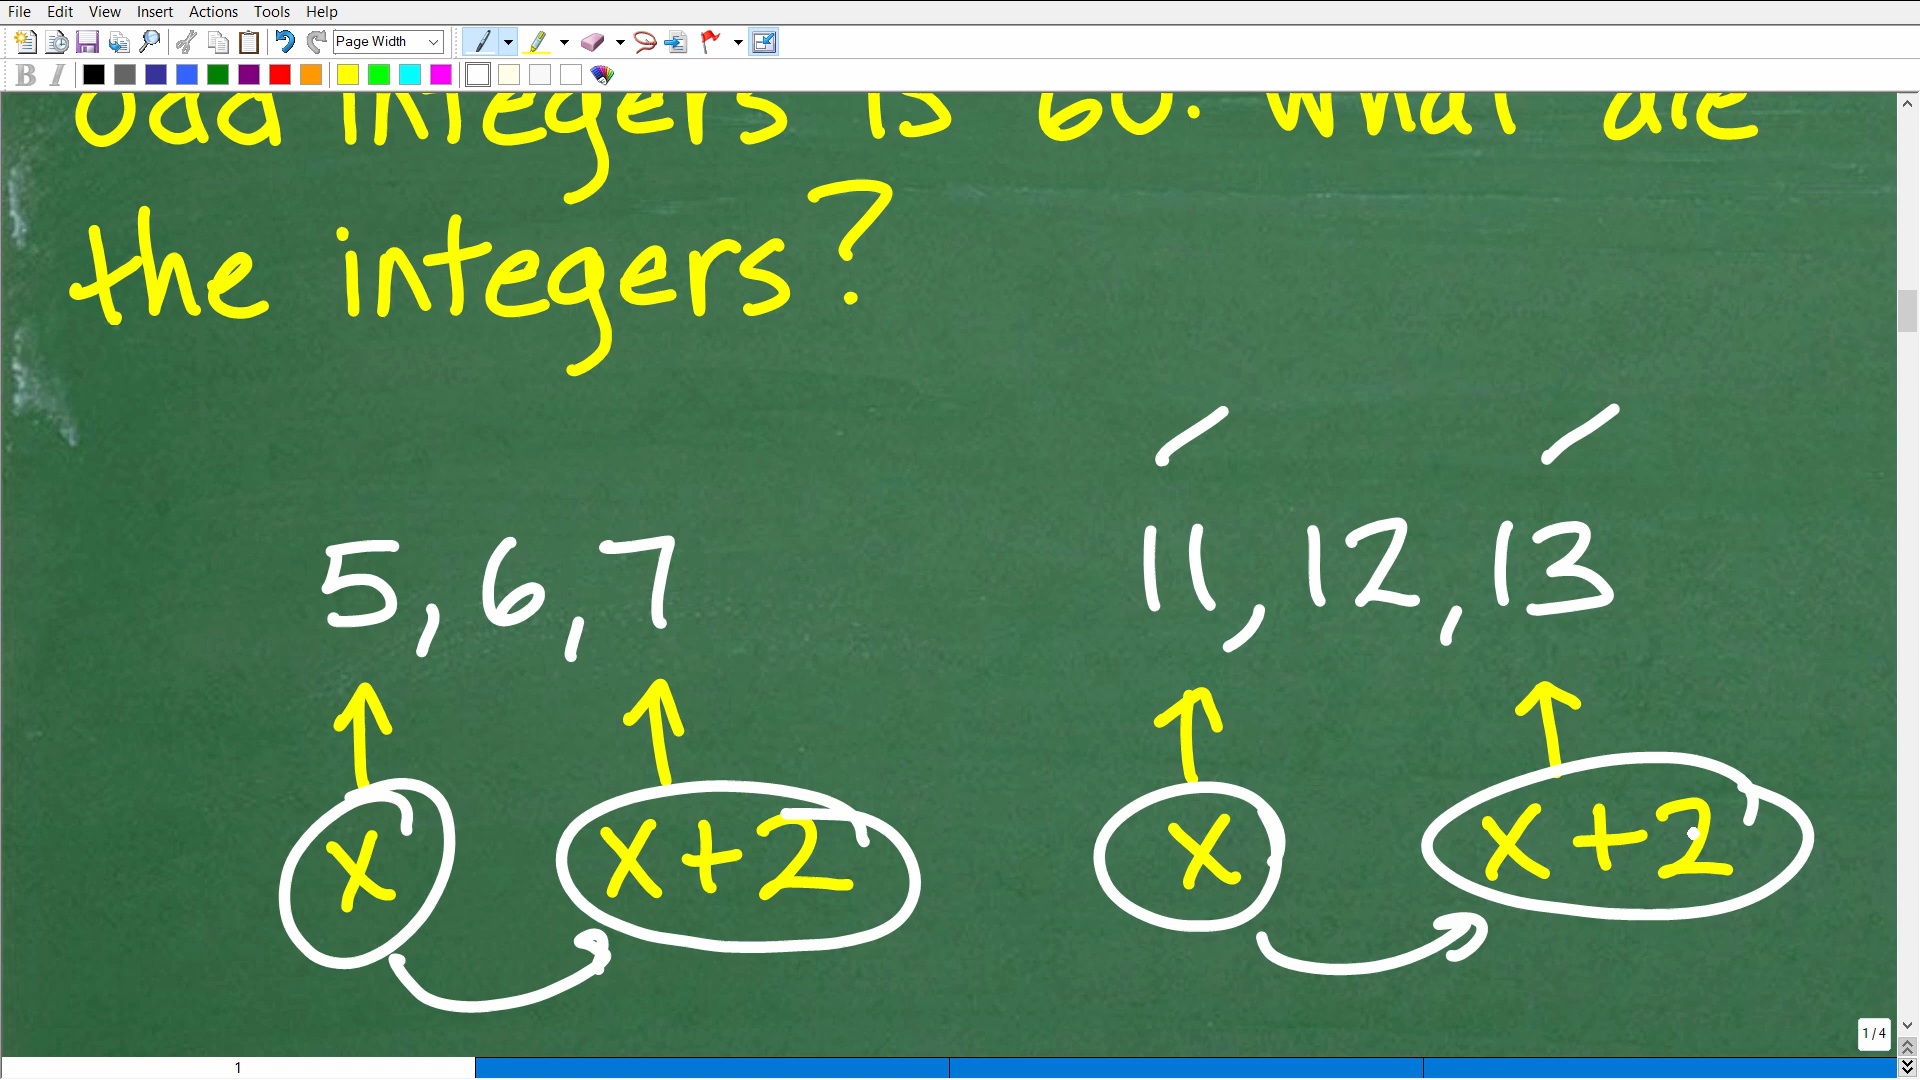 File Edit View Insert Actions Tools Help
Page Width
B I
odd integers is 60. What are
the integers?
5, 6, 7 11, 12, 13
x x+2 x x+2
1 / 4
1